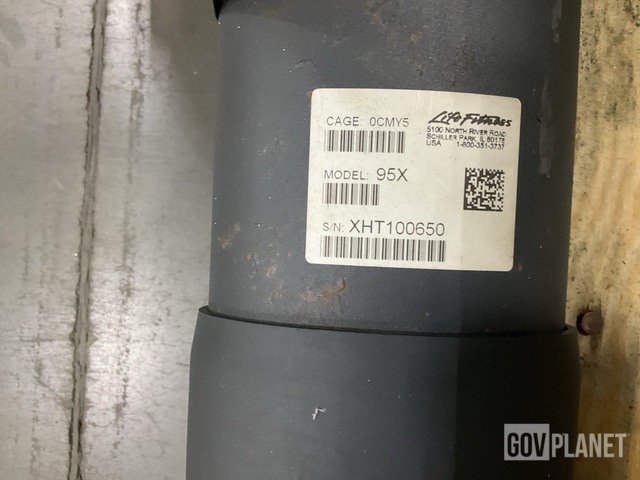 CAGE: 0CMY5
Life Fitness
5100 NORTH RIVER ROAD
SCHILLER PARK, IL 60176
USA 1-800-351-3737
MODEL: 95X
S/N: XHT100650
GOVPLANET